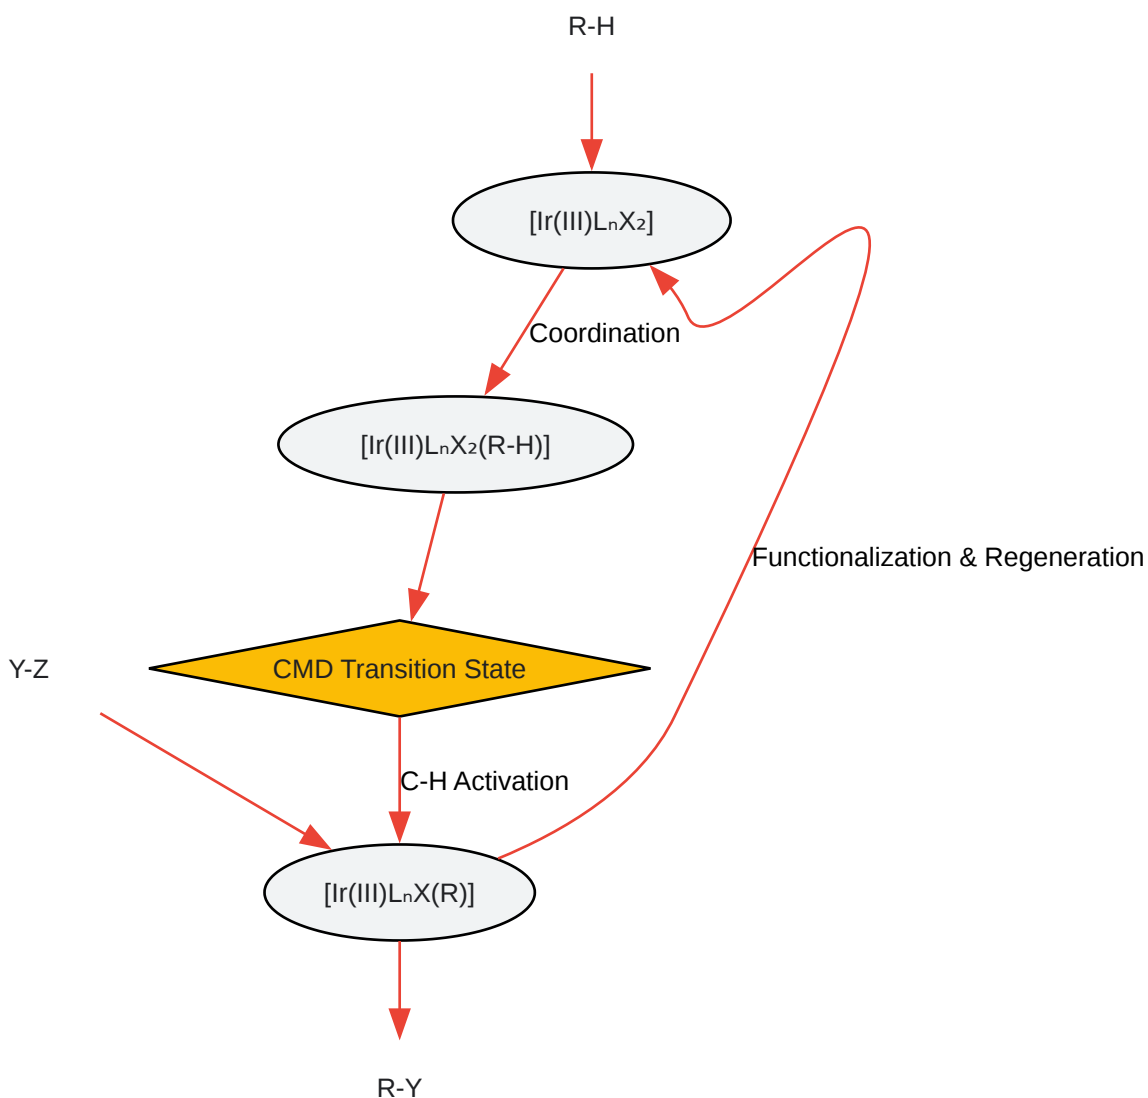 R-H
[Ir(III)LₙX₂]
Coordination
[Ir(III)LₙX₂(R-H)]
Functionalization & Regeneration
CMD Transition State
Y-Z
C-H Activation
[Ir(III)LₙX(R)]
R-Y